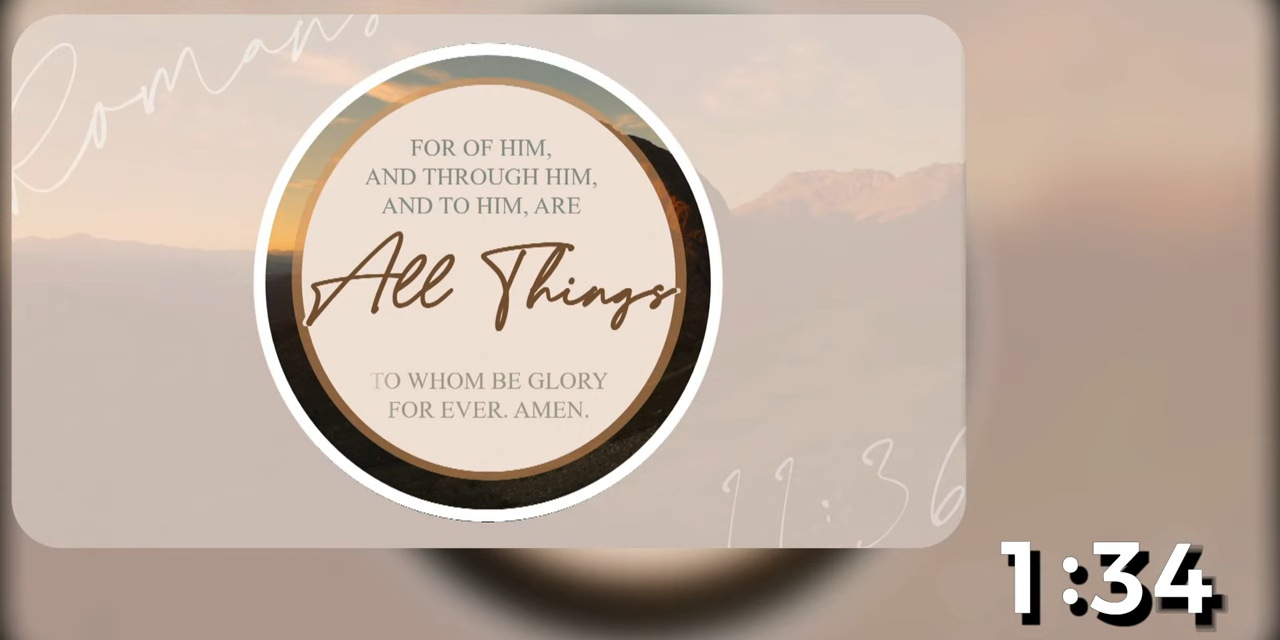 Romans
FOR OF HIM,
AND THROUGH HIM,
AND TO HIM, ARE
All Things
TO WHOM BE GLORY
FOR EVER. AMEN.
11:36
1:34